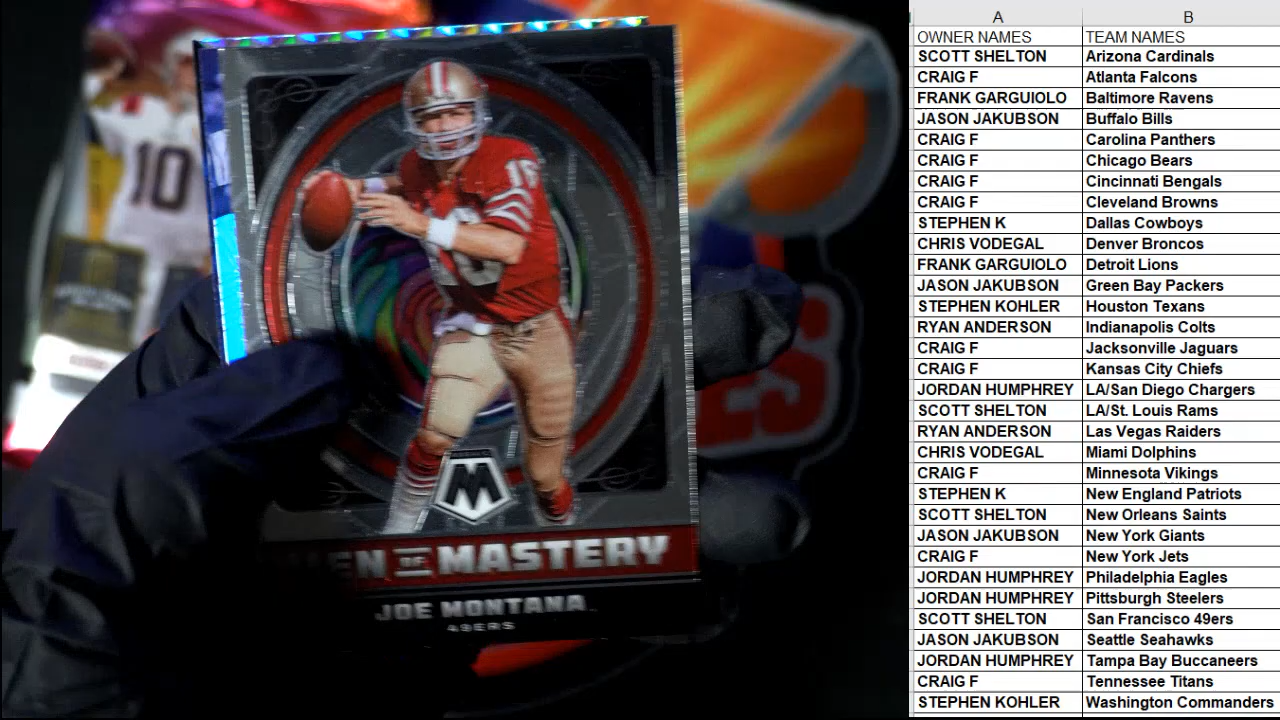 16
16
10
M
MEN OF MASTERY
JOE MONTANA
49ERS
A B
OWNER NAMES TEAM NAMES
SCOTT SHELTON Arizona Cardinals
CRAIG F Atlanta Falcons
FRANK GARGUIOLO Baltimore Ravens
JASON JAKUBSON Buffalo Bills
CRAIG F Carolina Panthers
CRAIG F Chicago Bears
CRAIG F Cincinnati Bengals
CRAIG F Cleveland Browns
STEPHEN K Dallas Cowboys
CHRIS VODEGAL Denver Broncos
FRANK GARGUIOLO Detroit Lions
JASON JAKUBSON Green Bay Packers
STEPHEN KOHLER Houston Texans
RYAN ANDERSON Indianapolis Colts
CRAIG F Jacksonville Jaguars
CRAIG F Kansas City Chiefs
JORDAN HUMPHREY LA/San Diego Chargers
SCOTT SHELTON LA/St. Louis Rams
RYAN ANDERSON Las Vegas Raiders
CHRIS VODEGAL Miami Dolphins
CRAIG F Minnesota Vikings
STEPHEN K New England Patriots
SCOTT SHELTON New Orleans Saints
JASON JAKUBSON New York Giants
CRAIG F New York Jets
JORDAN HUMPHREY Philadelphia Eagles
JORDAN HUMPHREY Pittsburgh Steelers
SCOTT SHELTON San Francisco 49ers
JASON JAKUBSON Seattle Seahawks
JORDAN HUMPHREY Tampa Bay Buccaneers
CRAIG F Tennessee Titans
STEPHEN KOHLER Washington Commanders